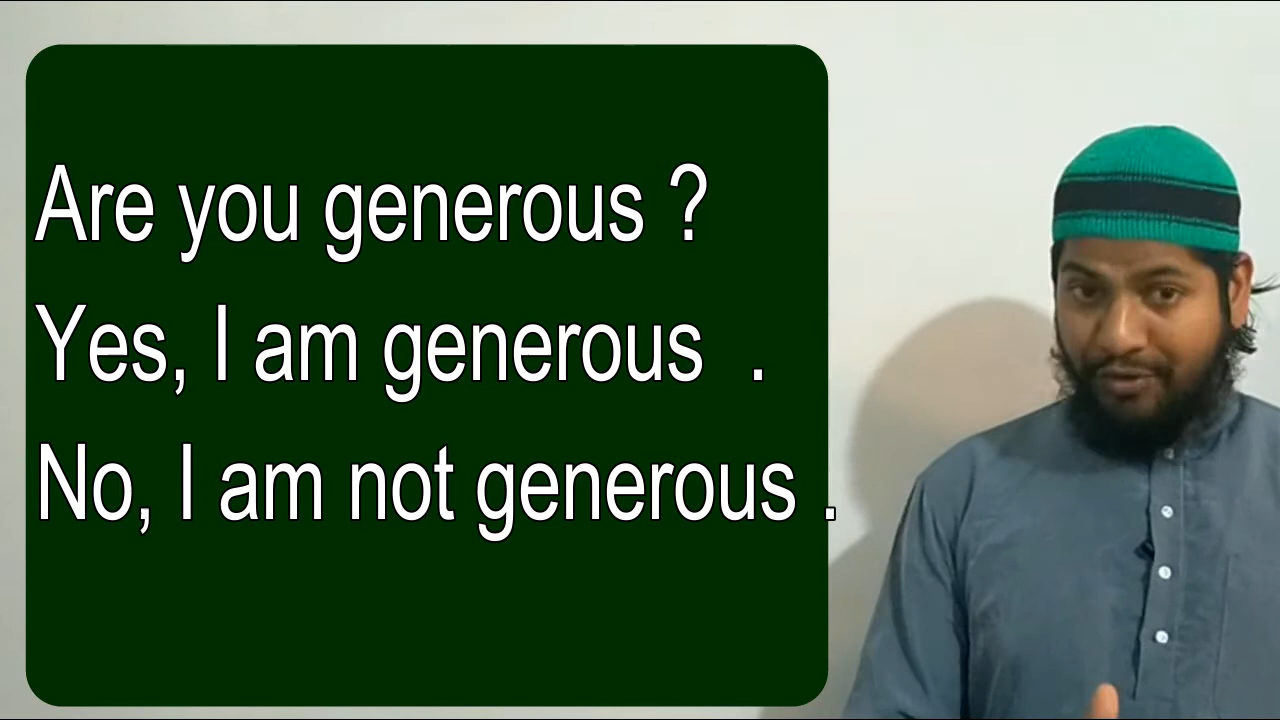 Are you generous ?
Yes, I am generous  .
No, I am not generous .